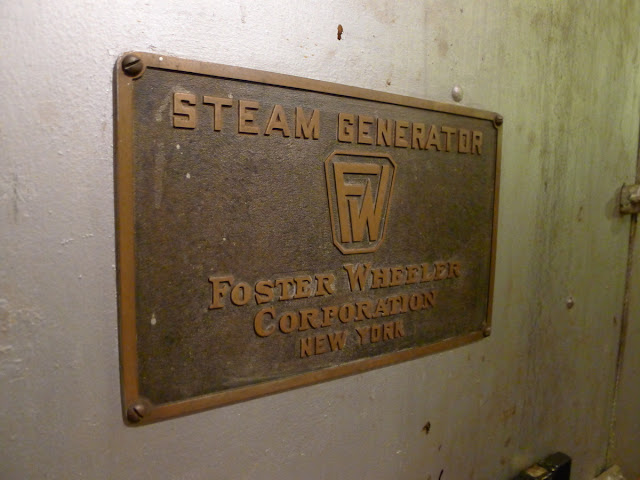 STEAM GENERATOR
FW
FOSTER WHEELER
CORPORATION
NEW YORK